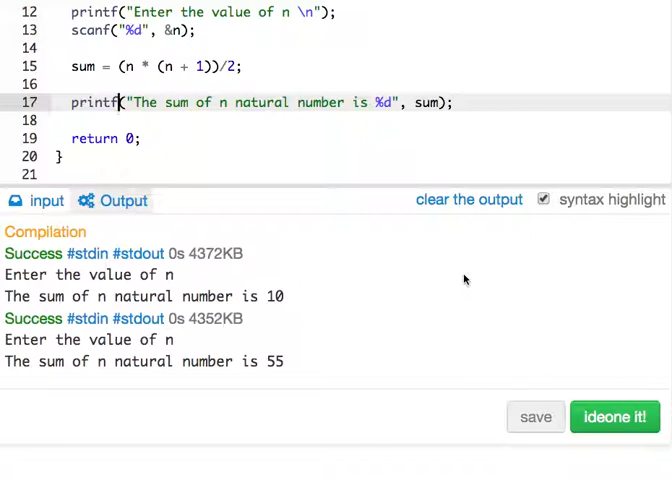 12 printf("Enter the value of n \n");
13 scanf("%d", &n);
14
15 sum = (n * (n + 1))/2;
16
17 printf("The sum of n natural number is %d", sum);
18
19 return 0;
20 }
21
input Output clear the output syntax highlight
Compilation
Success #stdin #stdout 0s 4372KB
Enter the value of n
The sum of n natural number is 10
Success #stdin #stdout 0s 4352KB
Enter the value of n
The sum of n natural number is 55
save ideone it!